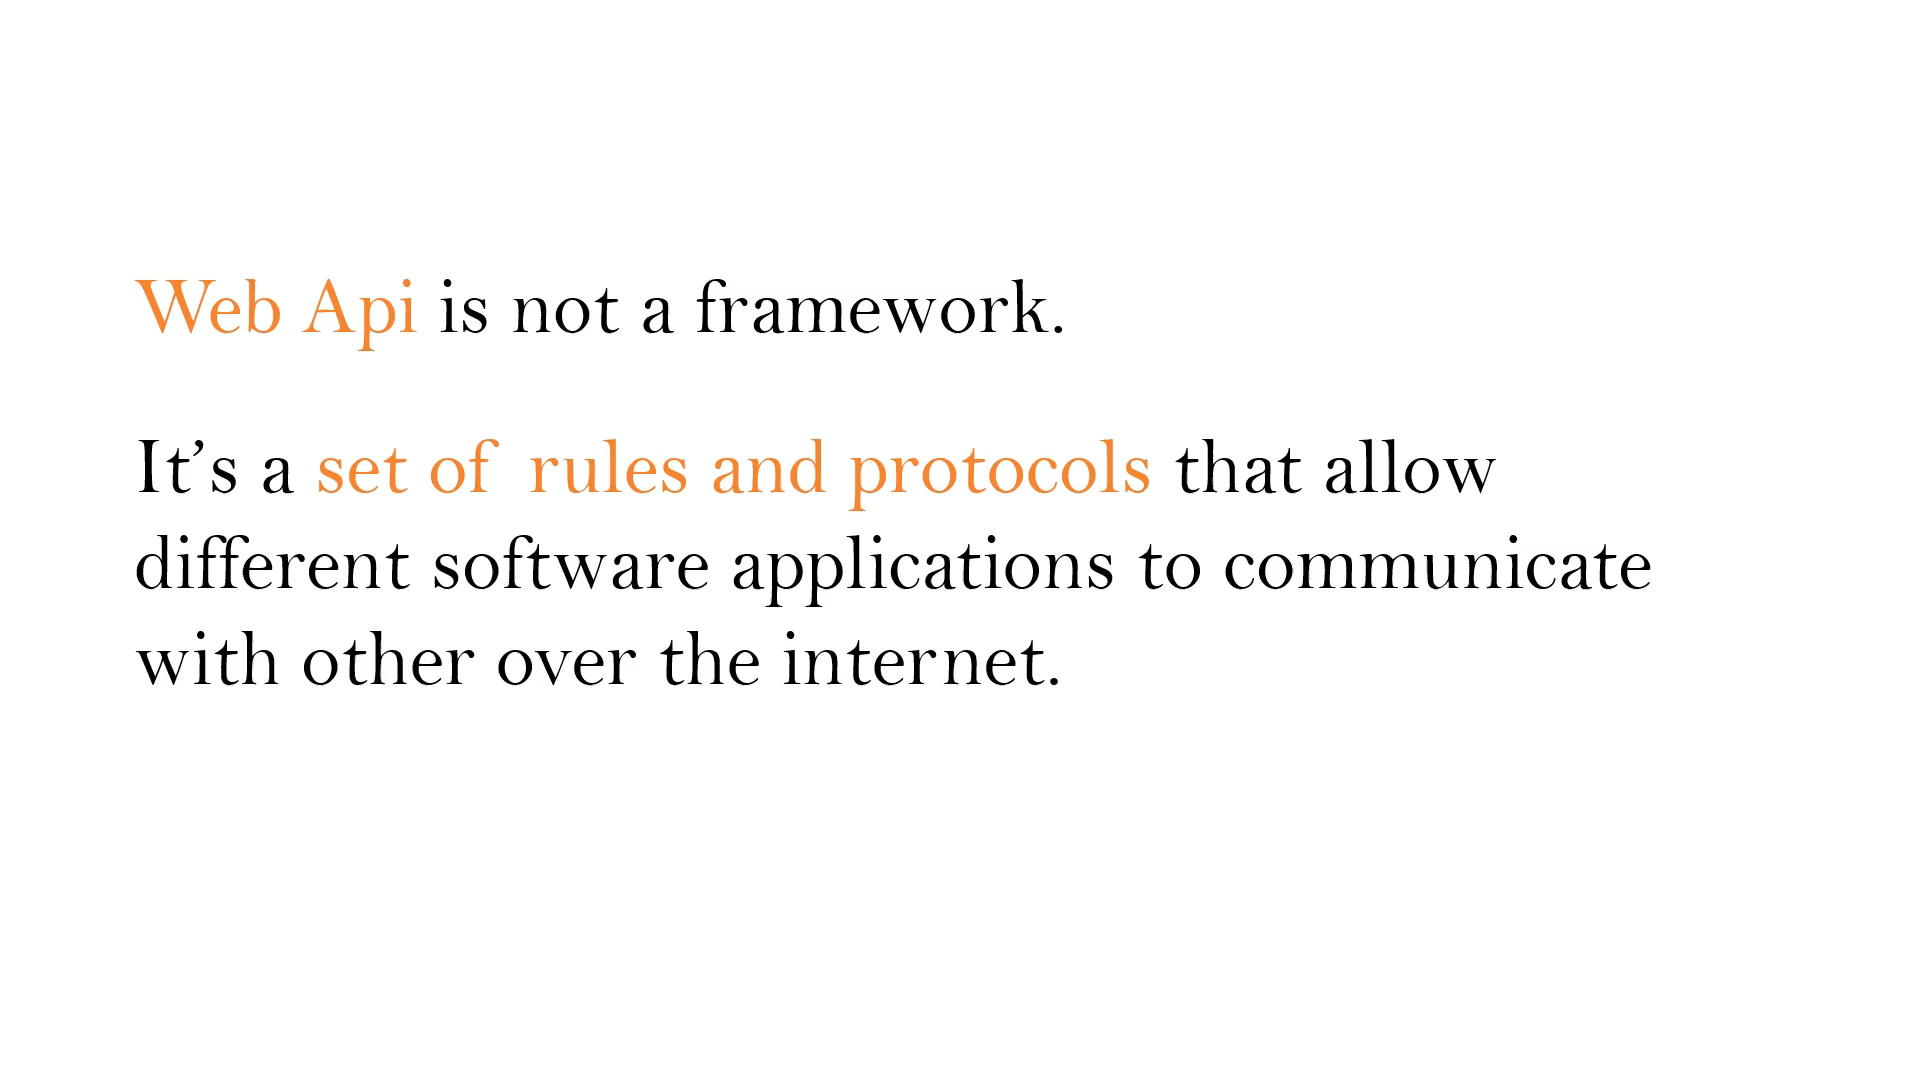 Web Api is not a framework.
It’s a set of rules and protocols that allow
different software applications to communicate
with other over the internet.